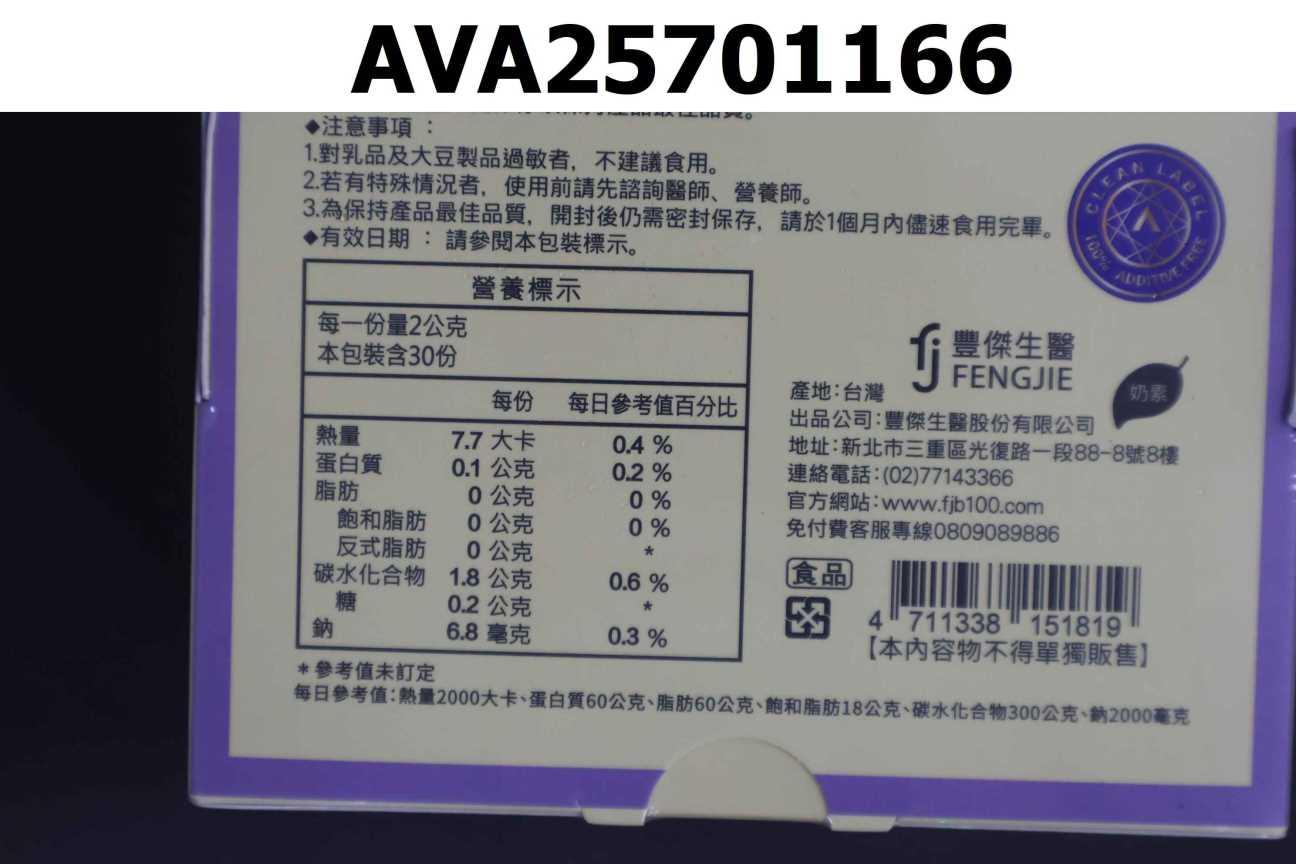 AVA25701166
◆注意事項：
1.對乳品及大豆製品過敏者，不建議食用。
2.若有特殊情況者，使用前請先諮詢醫師、營養師。
3.為保持產品最佳品質，開封後仍需密封保存，請於1個月內儘速食用完畢。
◆有效日期：請參閱本包裝標示。
CLEAN LABEL
100% ADDITIVE FREE
營養標示
每一份量2公克
本包裝含30份
每份 每日參考值百分比
熱量 7.7 大卡 0.4 %
蛋白質 0.1 公克 0.2 %
脂肪 0 公克 0 %
飽和脂肪 0 公克 0 %
反式脂肪 0 公克 *
碳水化合物 1.8 公克 0.6 %
糖 0.2 公克 *
鈉 6.8 毫克 0.3 %
*參考值未訂定
每日參考值:熱量2000大卡、蛋白質60公克、脂肪60公克、飽和脂肪18公克、碳水化合物300公克、鈉2000毫克
fj 豐傑生醫
FENGJIE
奶素
產地:台灣
出品公司:豐傑生醫股份有限公司
地址:新北市三重區光復路一段88-8號8樓
連絡電話:(02)77143366
官方網站:www.fjb100.com
免付費客服專線0809089886
食品
4 711338 151819
【本內容物不得單獨販售】